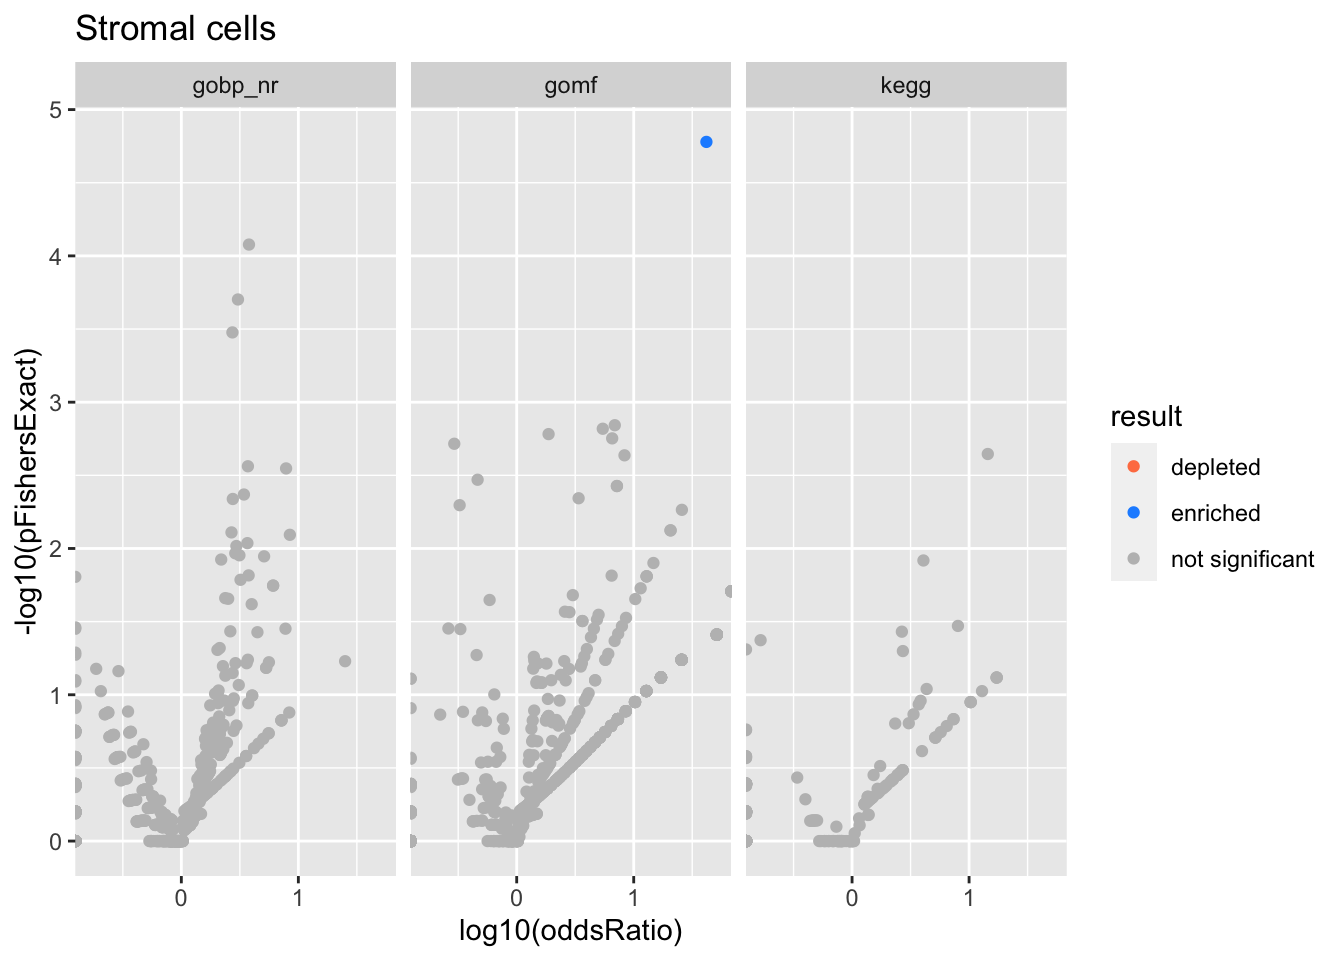 Stromal cells
gobp_nr gomf kegg
5
4
3
2
1
0
-log10(pFishersExact)
0 1 0 1 0 1
log10(oddsRatio)
result
depleted
enriched
not significant